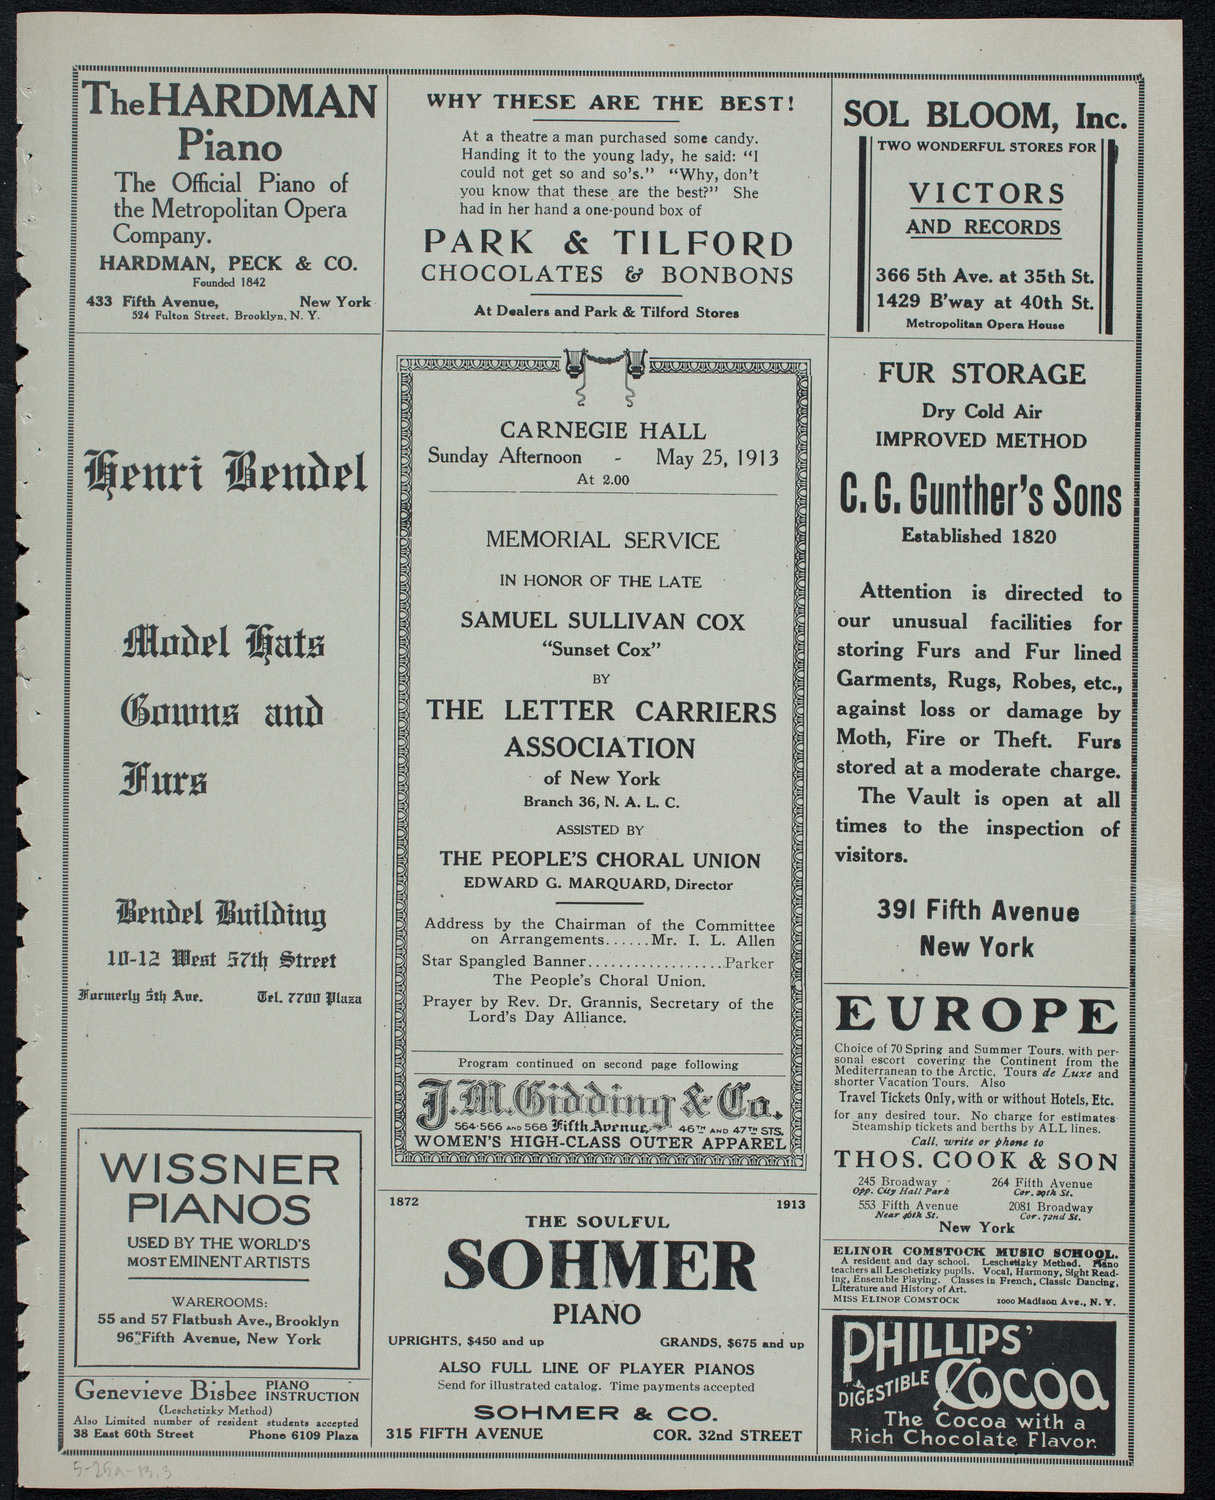 The HARDMAN
Piano
The Official Piano of
the Metropolitan Opera
Company.
HARDMAN, PECK & CO.
Founded 1842
433 Fifth Avenue, New York
524 Fulton Street, Brooklyn, N. Y.
Henri Bendel
Model Hats
Gowns and
Furs
Bendel Building
10-12 West 57th Street
Formerly 5th Ave. Tel. 7700 Plaza
WISSNER
PIANOS
USED BY THE WORLD'S
MOST EMINENT ARTISTS
WAREROOMS:
55 and 57 Flatbush Ave., Brooklyn
96 Fifth Avenue, New York
Genevieve Bisbee PIANO INSTRUCTION
(Leschetizky Method)
Also Limited number of resident students accepted
38 East 60th Street Phone 6109 Plaza
WHY THESE ARE THE BEST!
At a theatre a man purchased some candy.
Handing it to the young lady, he said: "I
could not get so and so's." "Why, don't
you know that these are the best?" She
had in her hand a one-pound box of
PARK & TILFORD
CHOCOLATES & BONBONS
At Dealers and Park & Tilford Stores
CARNEGIE HALL
Sunday Afternoon - May 25, 1913
At 2.00
MEMORIAL SERVICE
IN HONOR OF THE LATE
SAMUEL SULLIVAN COX
"Sunset Cox"
BY
THE LETTER CARRIERS
ASSOCIATION
of New York
Branch 36, N. A. L. C.
ASSISTED BY
THE PEOPLE'S CHORAL UNION
EDWARD G. MARQUARD, Director
Address by the Chairman of the Committee
on Arrangements......Mr. I. L. Allen
Star Spangled Banner.................Parker
The People's Choral Union.
Prayer by Rev. Dr. Grannis, Secretary of the
Lord's Day Alliance.
Program continued on second page following
J. M. Gidding & Co.
564-566 AND 568 Fifth Avenue, 46TH AND 47TH STS.
WOMEN'S HIGH-CLASS OUTER APPAREL
1872 1913
THE SOULFUL
SOHMER
PIANO
UPRIGHTS, $450 and up GRANDS, $675 and up
ALSO FULL LINE OF PLAYER PIANOS
Send for illustrated catalog. Time payments accepted
SOHMER & CO.
315 FIFTH AVENUE COR. 32nd STREET
SOL BLOOM, Inc.
TWO WONDERFUL STORES FOR
VICTORS
AND RECORDS
366 5th Ave. at 35th St.
1429 B'way at 40th St.
Metropolitan Opera House
FUR STORAGE
Dry Cold Air
IMPROVED METHOD
C. G. Gunther's Sons
Established 1820
Attention is directed to
our unusual facilities for
storing Furs and Fur lined
Garments, Rugs, Robes, etc.,
against loss or damage by
Moth, Fire or Theft. Furs
stored at a moderate charge.
The Vault is open at all
times to the inspection of
visitors.
391 Fifth Avenue
New York
EUROPE
Choice of 70 Spring and Summer Tours, with per-
sonal escort covering the Continent from the
Mediterranean to the Arctic. Tours de Luxe and
shorter Vacation Tours. Also
Travel Tickets Only, with or without Hotels, Etc.
for any desired tour. No charge for estimates
Steamship tickets and berths by ALL lines.
Call, write or phone to
THOS. COOK & SON
245 Broadway 264 Fifth Avenue
Opp. City Hall Park Cor. 29th St.
553 Fifth Avenue 2081 Broadway
Near 46th St. Cor. 72nd St.
New York
ELINOR COMSTOCK MUSIC SCHOOL.
A resident and day school. Leschetizky Method. Piano
teachers all Leschetizky pupils. Vocal, Harmony, Sight Read-
ing, Ensemble Playing. Classes in French, Classic Dancing,
Literature and History of Art.
MISS ELINOR COMSTOCK 1000 Madison Ave., N. Y.
PHILLIPS'
DIGESTIBLE COCOA
The Cocoa with a
Rich Chocolate Flavor.